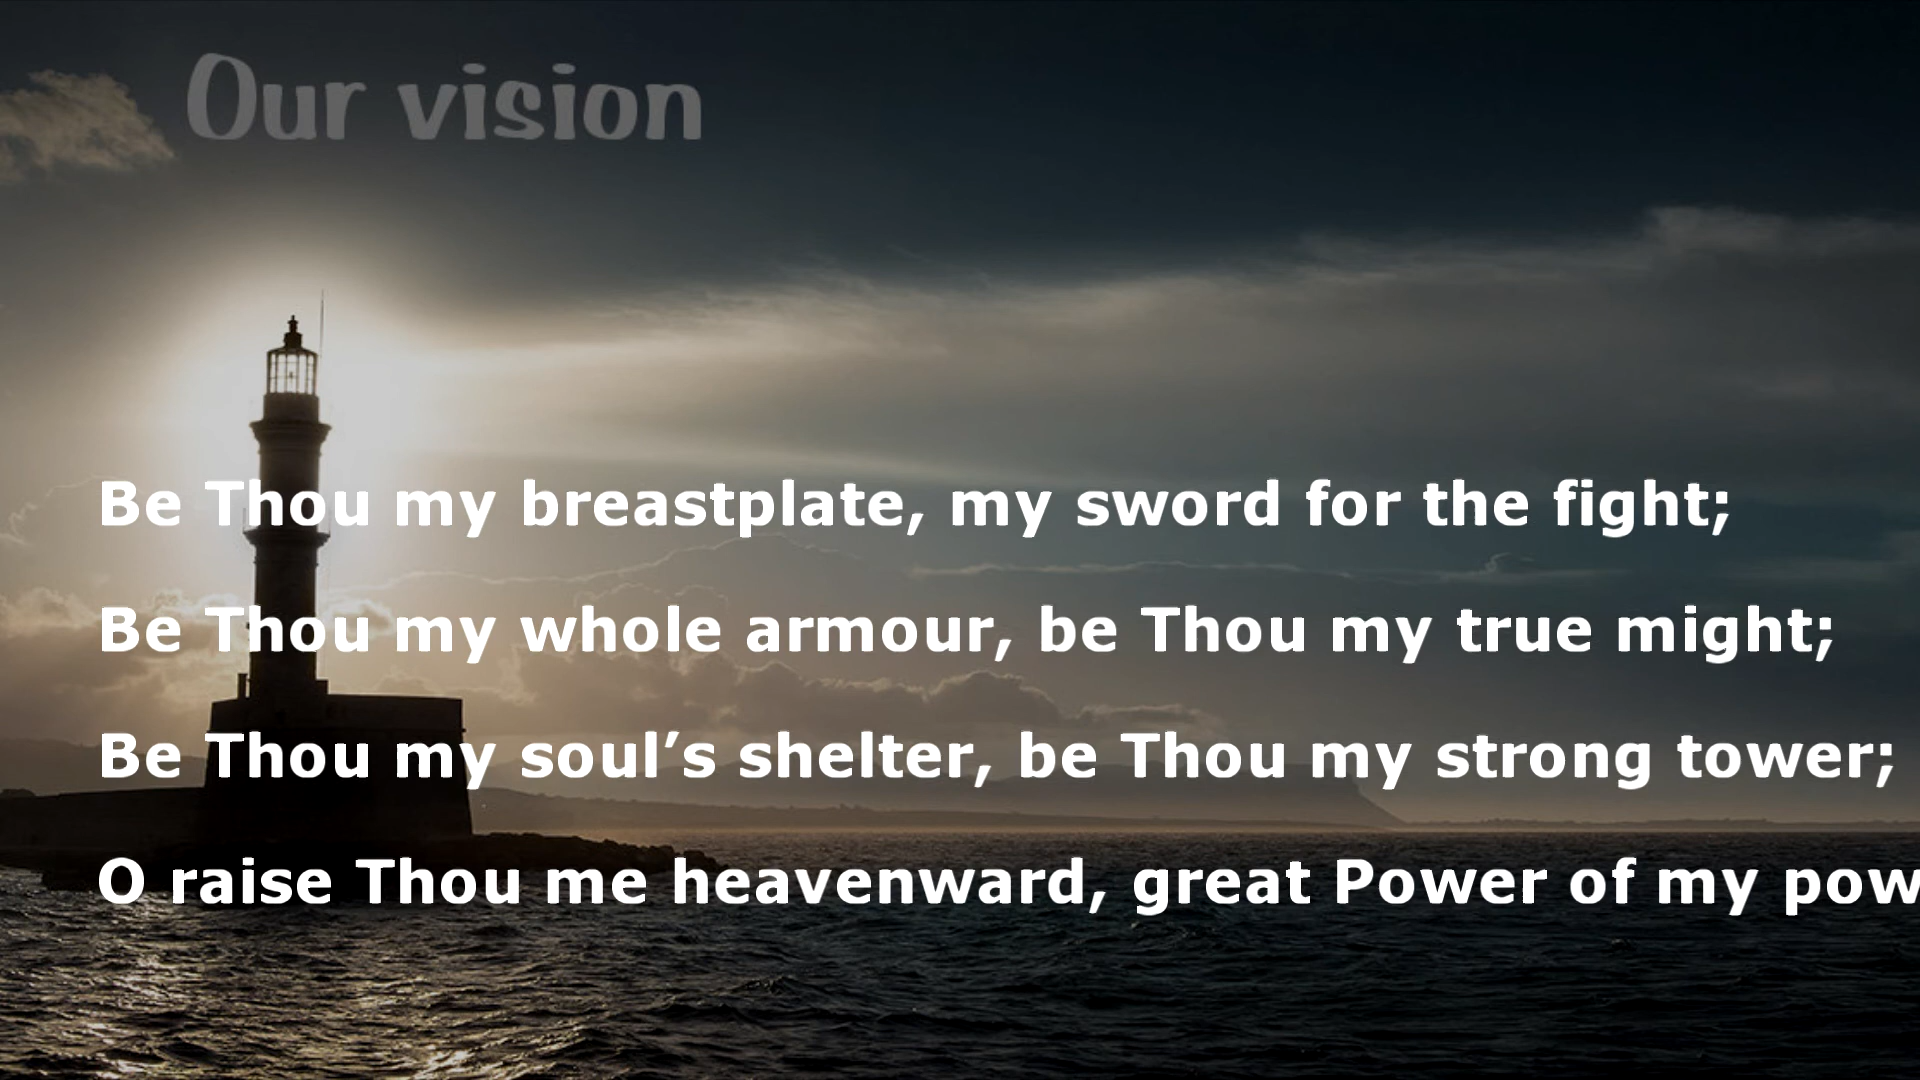 Our vision
Be Thou my breastplate, my sword for the fight;
Be Thou my whole armour, be Thou my true might;
Be Thou my soul’s shelter, be Thou my strong tower;
O raise Thou me heavenward, great Power of my pow